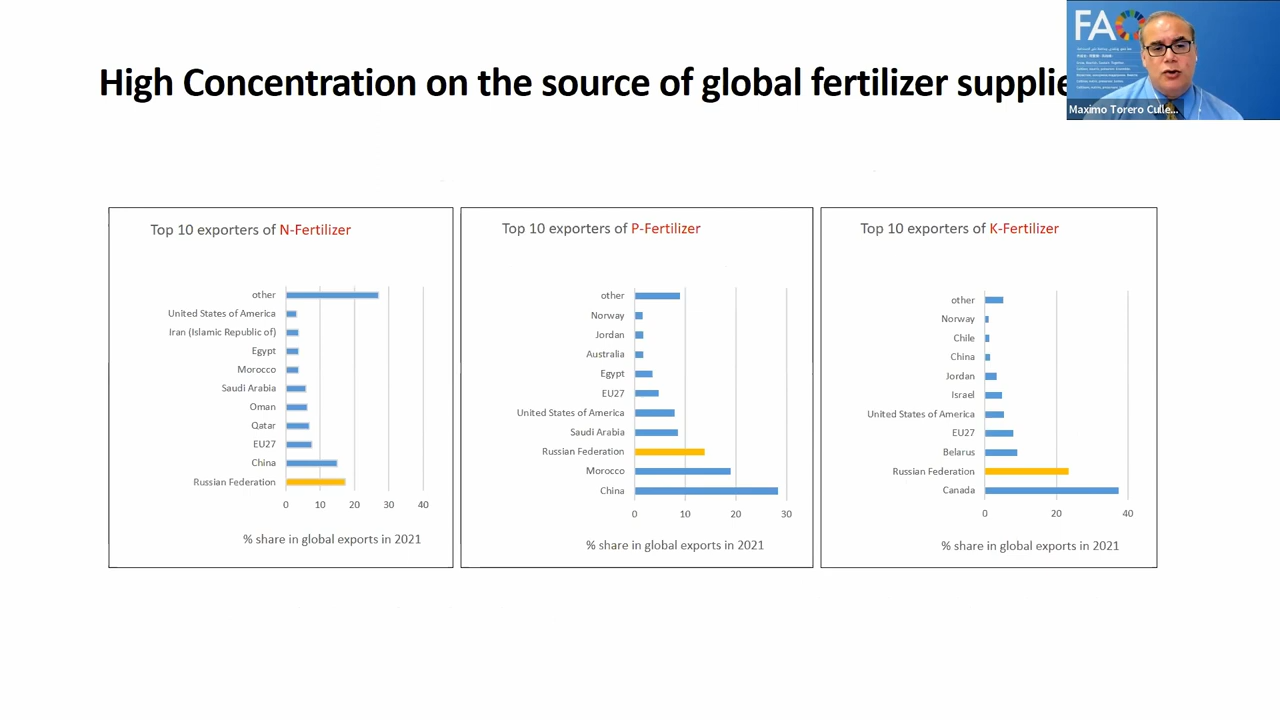 High Concentration on the source of global fertilizer supplie
FAO
Maximo Torero Culle...
Top 10 exporters of N-Fertilizer
other
United States of America
Iran (Islamic Republic of)
Egypt
Morocco
Saudi Arabia
Oman
Qatar
EU27
China
Russian Federation
0 10 20 30 40
% share in global exports in 2021
Top 10 exporters of P-Fertilizer
other
Norway
Jordan
Australia
Egypt
EU27
United States of America
Saudi Arabia
Russian Federation
Morocco
China
0 10 20 30
% share in global exports in 2021
Top 10 exporters of K-Fertilizer
other
Norway
Chile
China
Jordan
Israel
United States of America
EU27
Belarus
Russian Federation
Canada
0 20 40
% share in global exports in 2021